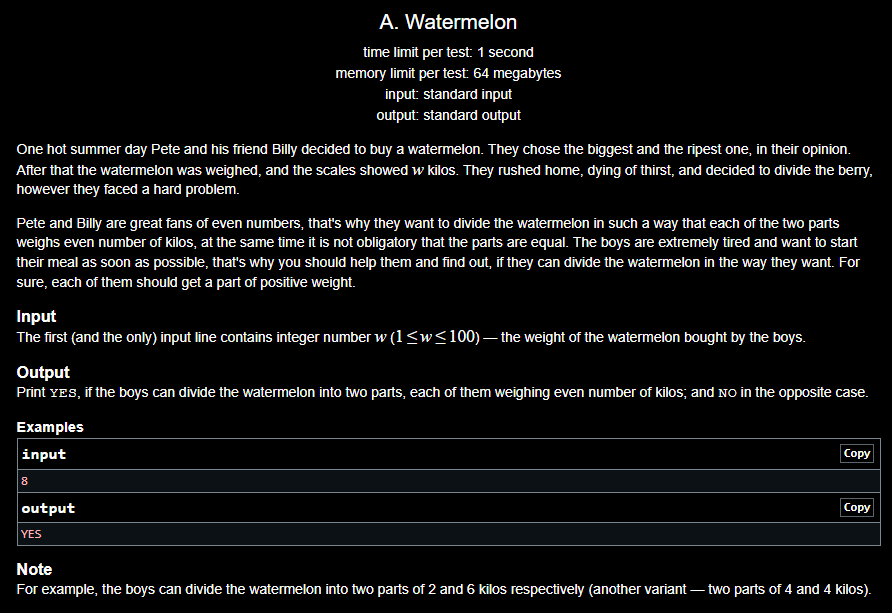 A. Watermelon
time limit per test: 1 second
memory limit per test: 64 megabytes
input: standard input
output: standard output
One hot summer day Pete and his friend Billy decided to buy a watermelon. They chose the biggest and the ripest one, in their opinion.
After that the watermelon was weighed, and the scales showed w kilos. They rushed home, dying of thirst, and decided to divide the berry,
however they faced a hard problem.
Pete and Billy are great fans of even numbers, that's why they want to divide the watermelon in such a way that each of the two parts
weighs even number of kilos, at the same time it is not obligatory that the parts are equal. The boys are extremely tired and want to start
their meal as soon as possible, that's why you should help them and find out, if they can divide the watermelon in the way they want. For
sure, each of them should get a part of positive weight.
Input
The first (and the only) input line contains integer number w (1 ≤ w ≤ 100) — the weight of the watermelon bought by the boys.
Output
Print YES, if the boys can divide the watermelon into two parts, each of them weighing even number of kilos; and NO in the opposite case.
Examples
input Copy
8
output Copy
YES
Note
For example, the boys can divide the watermelon into two parts of 2 and 6 kilos respectively (another variant — two parts of 4 and 4 kilos).